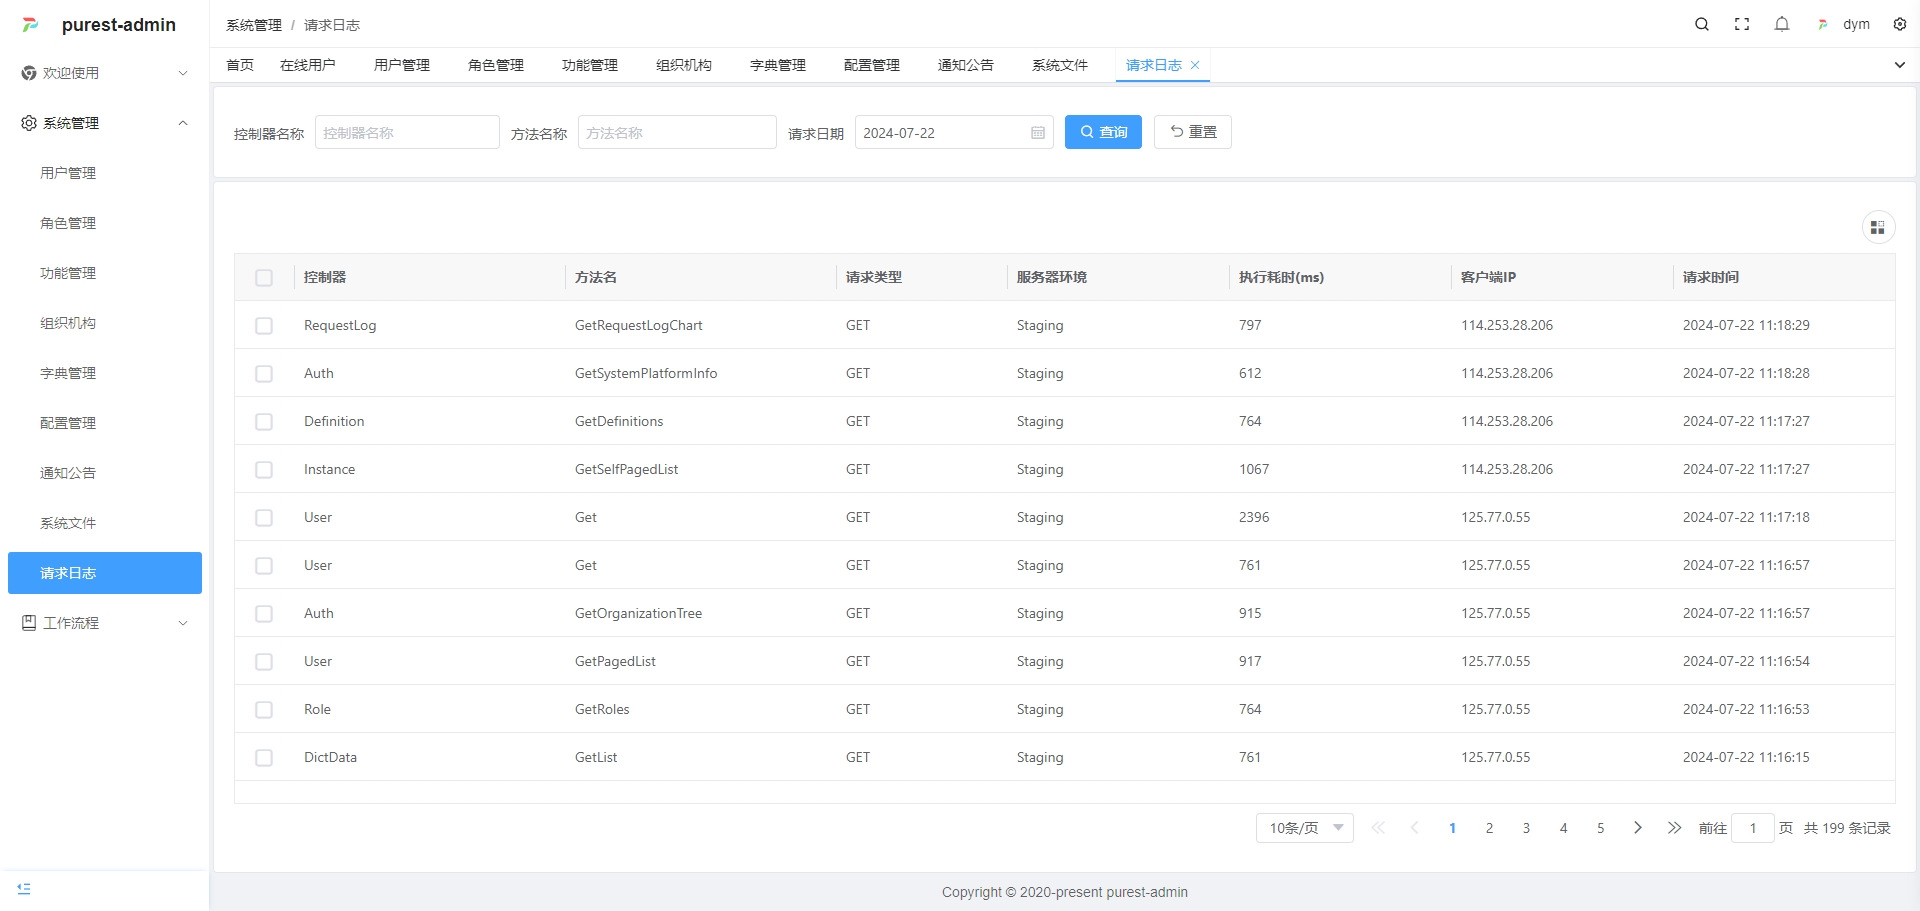 purest-admin
欢迎使用
系统管理
用户管理
角色管理
功能管理
组织机构
字典管理
配置管理
通知公告
系统文件
请求日志
工作流程
系统管理 / 请求日志
dym
首页 在线用户 用户管理 角色管理 功能管理 组织机构 字典管理 配置管理 通知公告 系统文件 请求日志
控制器名称 控制器名称 方法名称 方法名称 请求日期 2024-07-22 查询 重置
控制器 方法名 请求类型 服务器环境 执行耗时(ms) 客户端IP 请求时间
RequestLog GetRequestLogChart GET Staging 797 114.253.28.206 2024-07-22 11:18:29
Auth GetSystemPlatformInfo GET Staging 612 114.253.28.206 2024-07-22 11:18:28
Definition GetDefinitions GET Staging 764 114.253.28.206 2024-07-22 11:17:27
Instance GetSelfPagedList GET Staging 1067 114.253.28.206 2024-07-22 11:17:27
User Get GET Staging 2396 125.77.0.55 2024-07-22 11:17:18
User Get GET Staging 761 125.77.0.55 2024-07-22 11:16:57
Auth GetOrganizationTree GET Staging 915 125.77.0.55 2024-07-22 11:16:57
User GetPagedList GET Staging 917 125.77.0.55 2024-07-22 11:16:54
Role GetRoles GET Staging 764 125.77.0.55 2024-07-22 11:16:53
DictData GetList GET Staging 761 125.77.0.55 2024-07-22 11:16:15
10条/页 1 2 3 4 5 前往 1 页 共 199 条记录
Copyright © 2020-present purest-admin